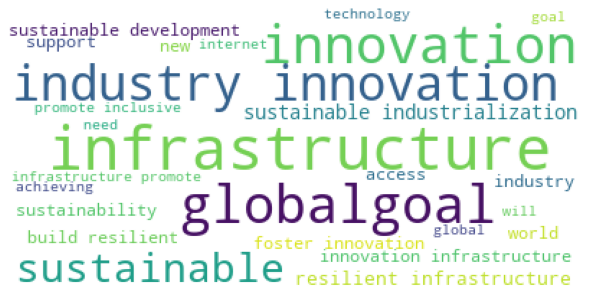 technology
goal
sustainable development
innovation
support
new
internet
industry innovation
promote inclusive
sustainable industrialization
need
infrastructure
infrastructure promote
access
industry
achieving
globalgoal
sustainability
will
build resilient
global
world
foster innovation
innovation infrastructure
sustainable
resilient infrastructure